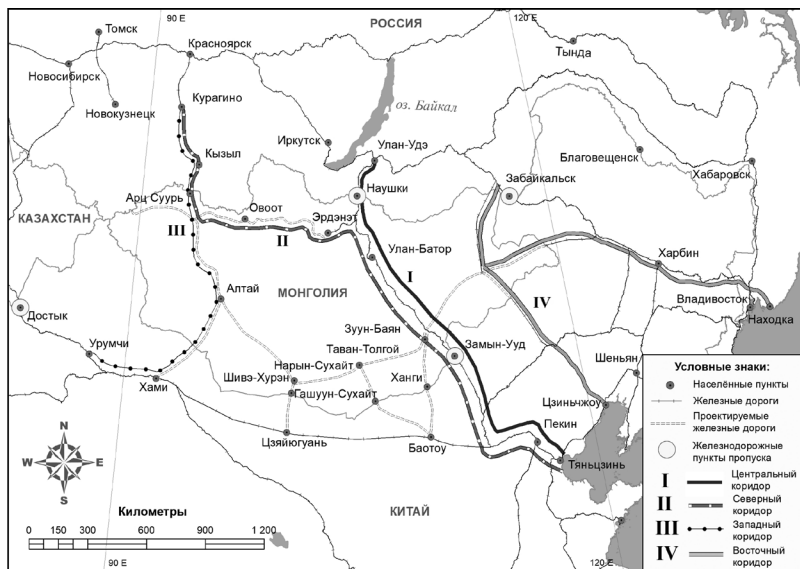 90 E
РОССИЯ
120 E
Томск
Красноярск
Тында
Новосибирск
Новокузнецк
Курагино
оз. Байкал
Иркутск
Улан-Удэ
Благовещенск
Хабаровск
Кызыл
Забайкальск
Наушки
Арц Суурь
Овоот
КАЗАХСТАН
Эрдэнэт
III
II
Улан-Батор
Харбин
I
IV
Алтай
МОНГОЛИЯ
Владивосток
Находка
Достык
Зуун-Баян
Замын-Ууд
Урумчи
Таван-Толгой
Нарын-Сухайт
Шеньян
Хами
Шивэ-Хурэн
Ханги
Гашуун-Сухайт
Цзиньчжоу
Пекин
Цзяйюгуань
Баотоу
Тяньцзинь
N
W E
S
КИТАЙ
Километры
0 75 150 300 600 900 1 200
90 E
120 E
Условные знаки:
Населённые пункты
Железные дороги
Проектируемые
железные дороги
Железнодорожные
пункты пропуска
I Центральный
коридор
II Северный
коридор
III Западный
коридор
IV Восточный
коридор